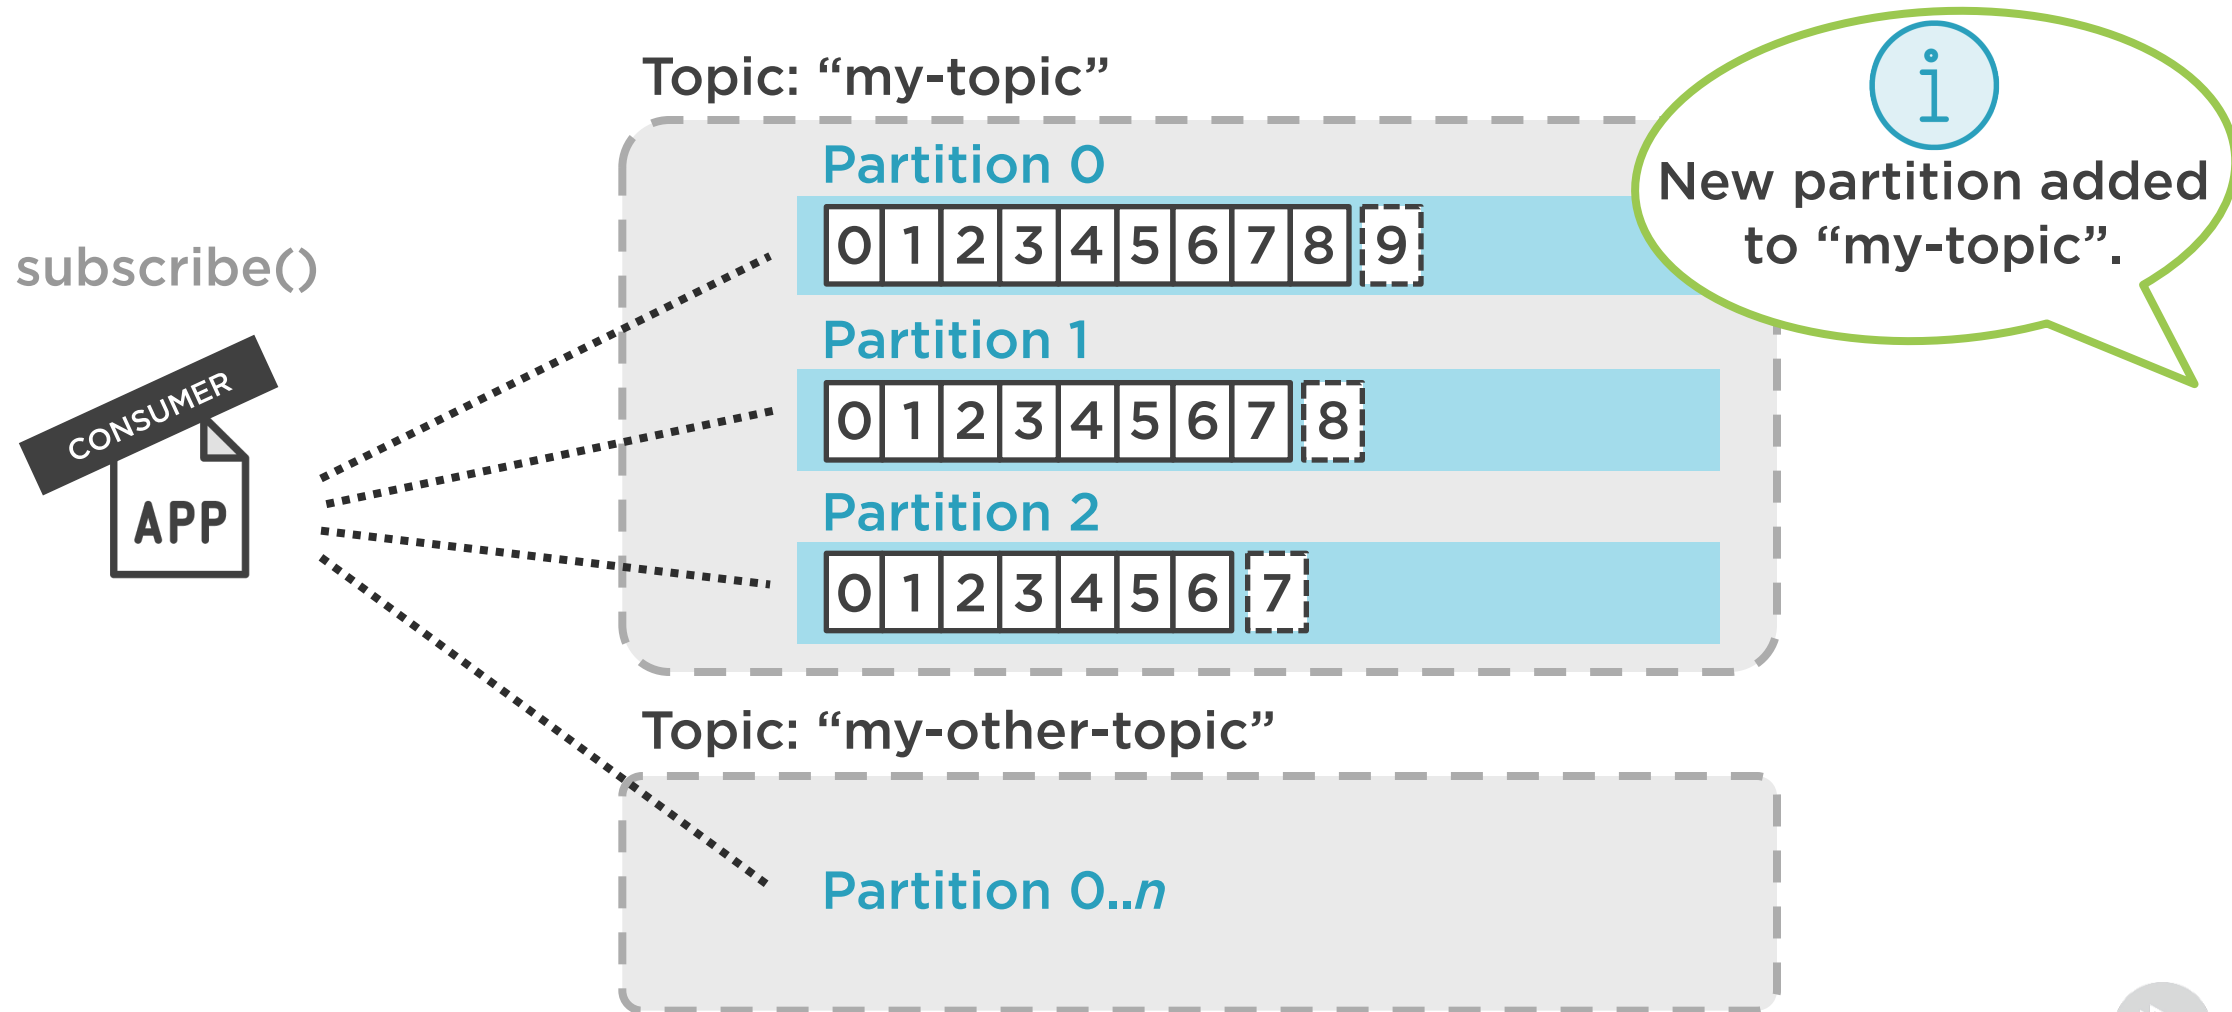 Topic: “my-topic”
i
New partition added
to “my-topic”.
Partition 0
0 1 2 3 4 5 6 7 8 9
subscribe()
Partition 1
CONSUMER
0 1 2 3 4 5 6 7 8
Partition 2
APP
0 1 2 3 4 5 6 7
Topic: “my-other-topic”
Partition 0..n